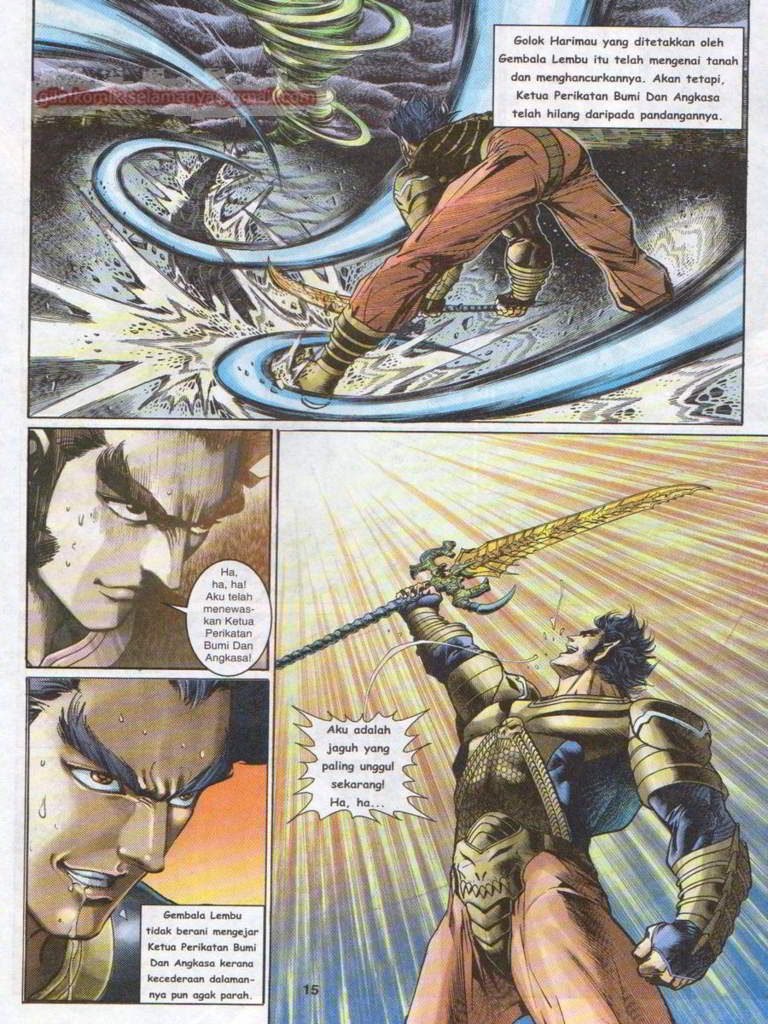 Golok Harimau yang ditetakkan oleh
Gembala Lembu itu telah mengenai tanah
dan menghancurkannya. Akan tetapi,
Ketua Perikatan Bumi Dan Angkasa
telah hilang daripada pandangannya.
Ha,
ha, ha!
Aku telah
menewas-
kan Ketua
Perikatan
Bumi Dan
Angkasa!
Aku adalah
jaguh yang
paling unggul
sekarang!
Ha, ha...
Gembala Lembu
tidak berani mengejar
Ketua Perikatan Bumi
Dan Angkasa kerana
kecederaan dalaman-
nya pun agak parah.
15